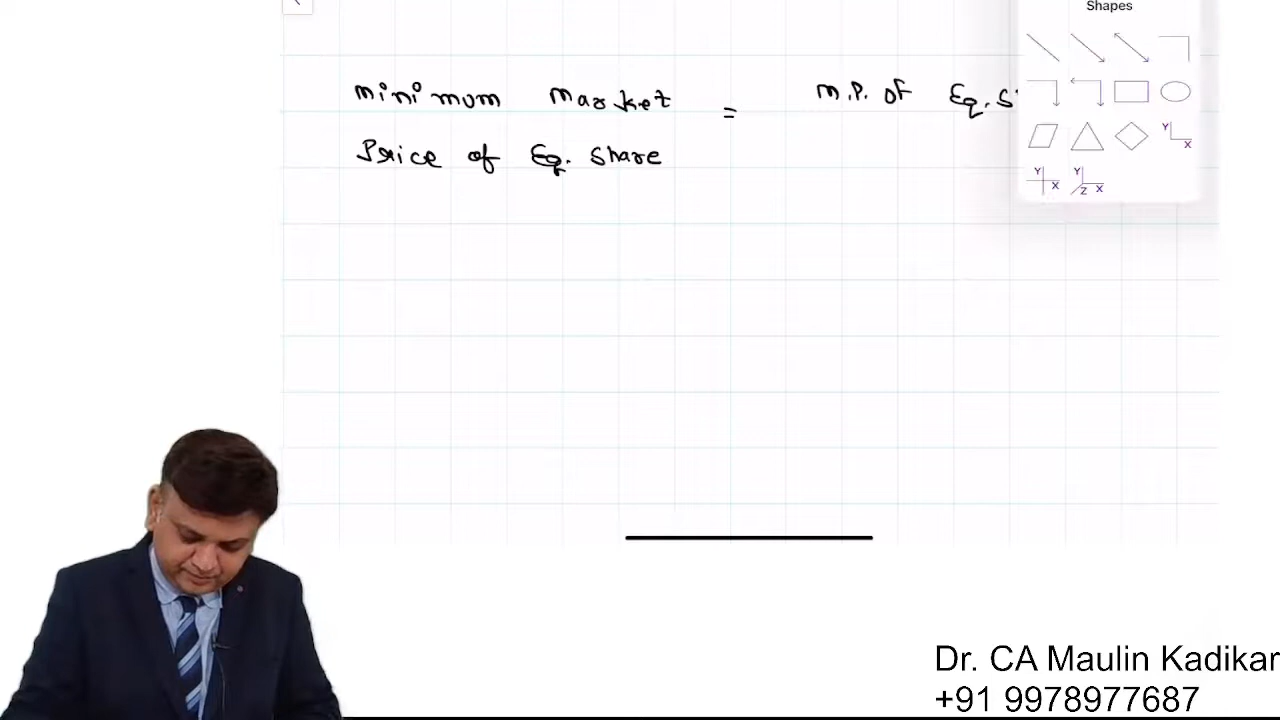 Shapes
minimum market = M.P. of Eq. S
Price of Eq. Share
Y
X
Y
X
Y
Z X
Dr. CA Maulin Kadikar
+91 9978977687